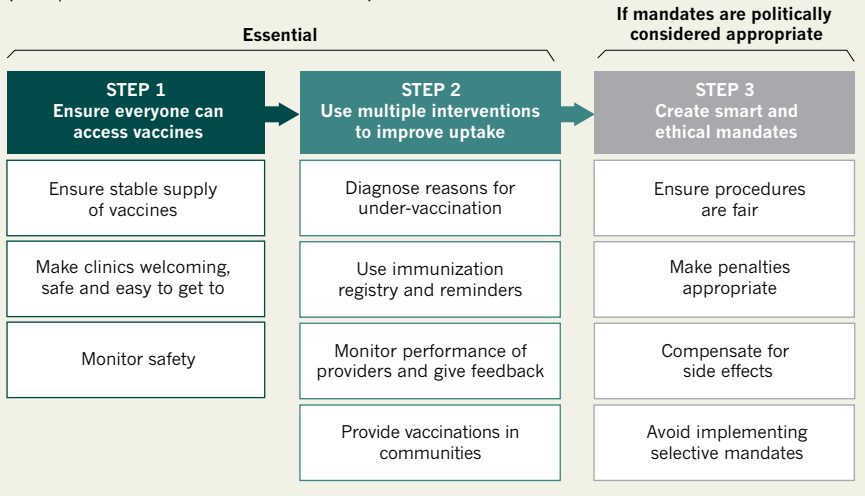 If mandates are politically
considered appropriate
Essential
STEP 1
Ensure everyone can
access vaccines
Ensure stable supply
of vaccines
Make clinics welcoming,
safe and easy to get to
Monitor safety
STEP 2
Use multiple interventions
to improve uptake
Diagnose reasons for
under-vaccination
Use immunization
registry and reminders
Monitor performance of
providers and give feedback
Provide vaccinations in
communities
STEP 3
Create smart and
ethical mandates
Ensure procedures
are fair
Make penalties
appropriate
Compensate for
side effects
Avoid implementing
selective mandates